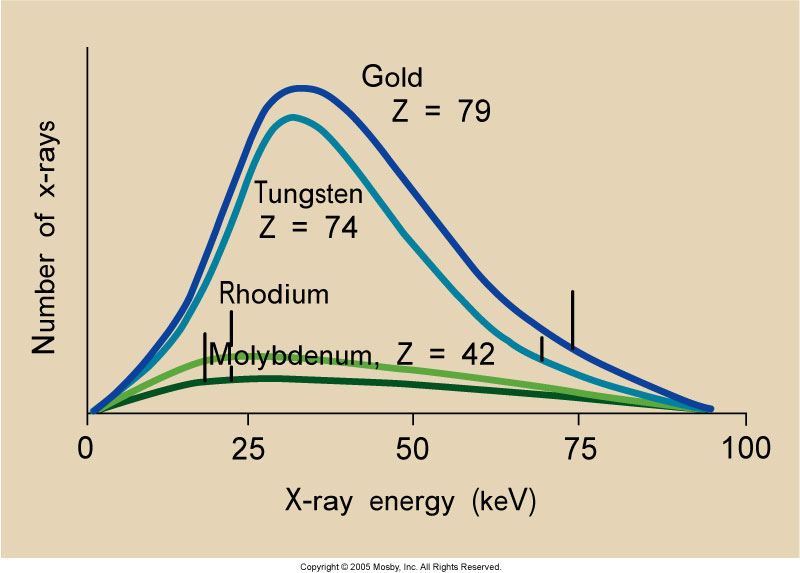 Gold
Z = 79
Tungsten
Z = 74
Rhodium
Molybdenum, Z = 42
Number of x-rays
0 25 50 75 100
X-ray energy (keV)
Copyright © 2005 Mosby, Inc. All Rights Reserved.